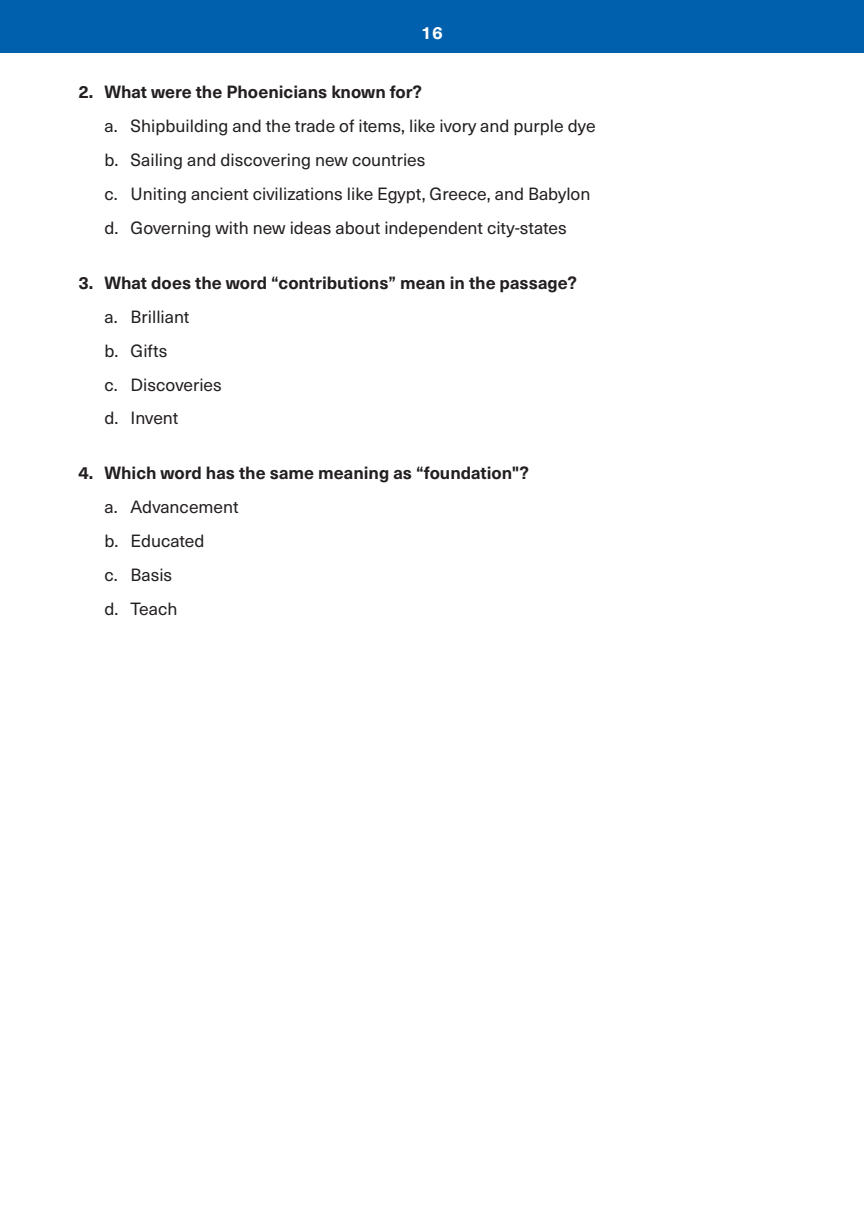 16
2. What were the Phoenicians known for?
a. Shipbuilding and the trade of items, like ivory and purple dye
b. Sailing and discovering new countries
c. Uniting ancient civilizations like Egypt, Greece, and Babylon
d. Governing with new ideas about independent city-states
3. What does the word “contributions” mean in the passage?
a. Brilliant
b. Gifts
c. Discoveries
d. Invent
4. Which word has the same meaning as “foundation"?
a. Advancement
b. Educated
c. Basis
d. Teach